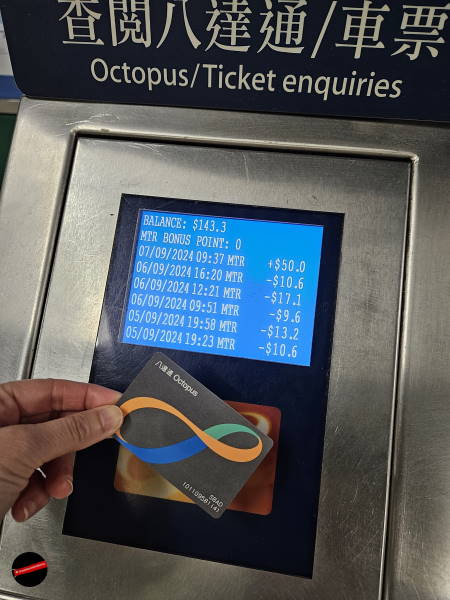 查閱八達通/車票
Octopus/Ticket enquiries
BALANCE: $143.3
MTR BONUS POINT: 0
07/09/2024 09:37 MTR +$50.0
06/09/2024 16:20 MTR -$10.6
06/09/2024 12:21 MTR -$17.1
06/09/2024 09:51 MTR -$9.6
05/09/2024 19:58 MTR -$13.2
05/09/2024 19:23 MTR -$10.6
八達通 Octopus
SBAD